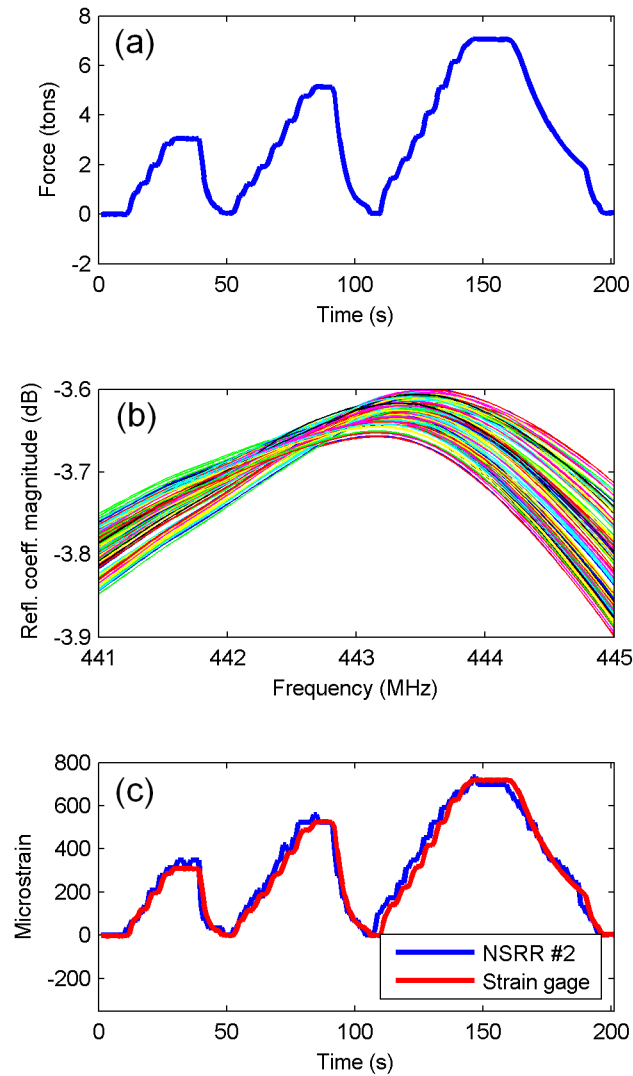 (a)
8
6
4
2
0
-2
Force (tons)
0 50 100 150 200
Time (s)
(b)
-3.6
-3.7
-3.8
-3.9
Refl. coeff. magnitude (dB)
441 442 443 444 445
Frequency (MHz)
(c)
800
600
400
200
0
-200
Microstrain
NSRR #2
Strain gage
0 50 100 150 200
Time (s)